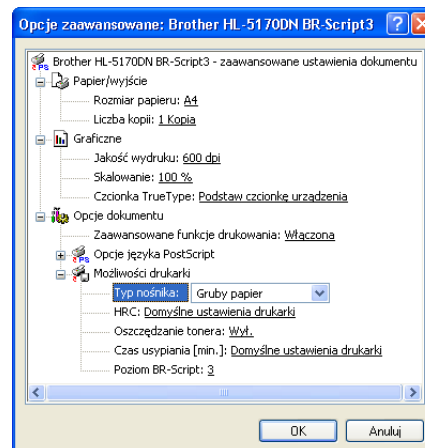 Opcje zaawansowane: Brother HL-5170DN BR-Script3
Brother HL-5170DN BR-Script3 - zaawansowane ustawienia dokumentu
Papier/wyjście
Rozmiar papieru: A4
Liczba kopii: 1 Kopia
Graficzne
Jakość wydruku: 600 dpi
Skalowanie: 100 %
Czcionka TrueType: Podstaw czcionkę urządzenia
Opcje dokumentu
Zaawansowane funkcje drukowania: Włączona
Opcje języka PostScript
Możliwości drukarki
Typ nośnika: Gruby papier
HRC: Domyślne ustawienia drukarki
Oszczędzanie tonera: Wył.
Czas usypiania [min.]: Domyślne ustawienia drukarki
Poziom BR-Script: 3
OK Anuluj